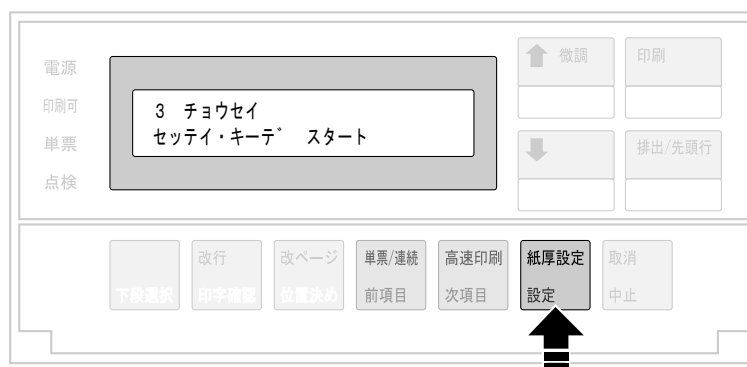 電源
印刷可
単票
点検
3 チョウセイ
セッテイ・キーデ スタート
微調
印刷
排出/先頭行
改行
改ページ
単票/連続
高速印刷
紙厚設定
取消
下段選択
印字確認
位置決め
前項目
次項目
設定
中止